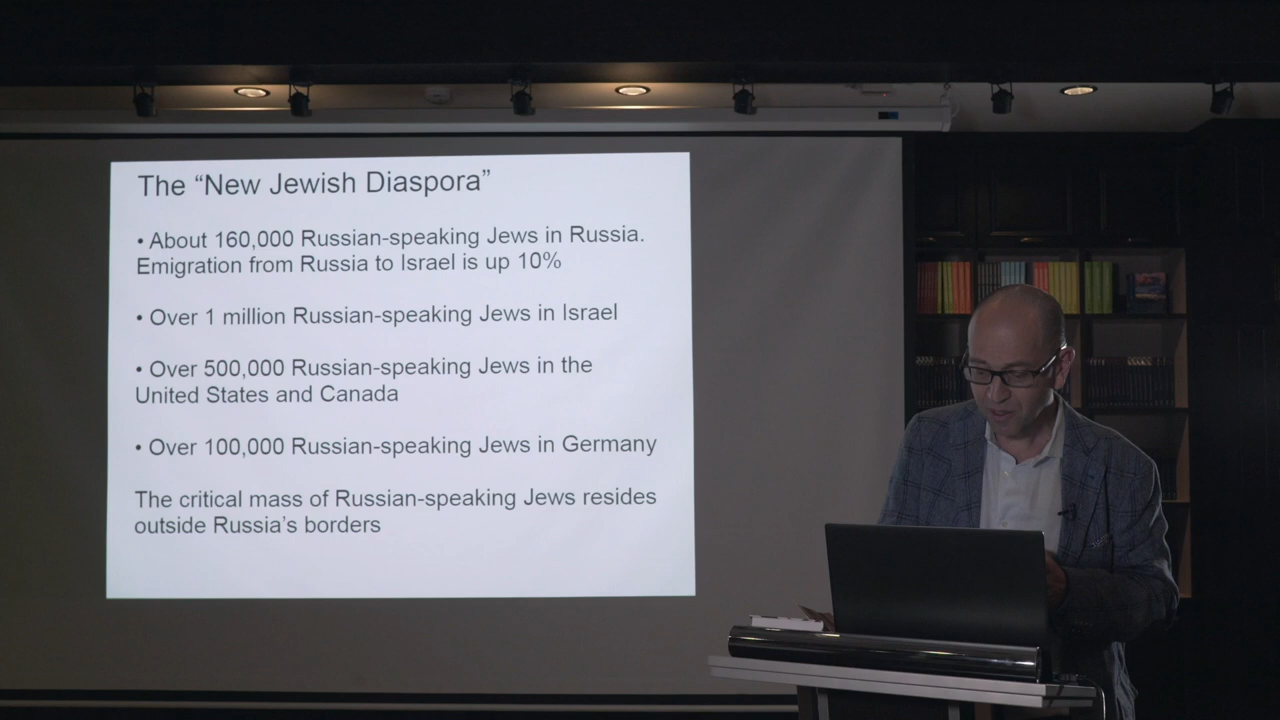 The “New Jewish Diaspora”
• About 160,000 Russian-speaking Jews in Russia.
Emigration from Russia to Israel is up 10%
• Over 1 million Russian-speaking Jews in Israel
• Over 500,000 Russian-speaking Jews in the
United States and Canada
• Over 100,000 Russian-speaking Jews in Germany
The critical mass of Russian-speaking Jews resides
outside Russia’s borders